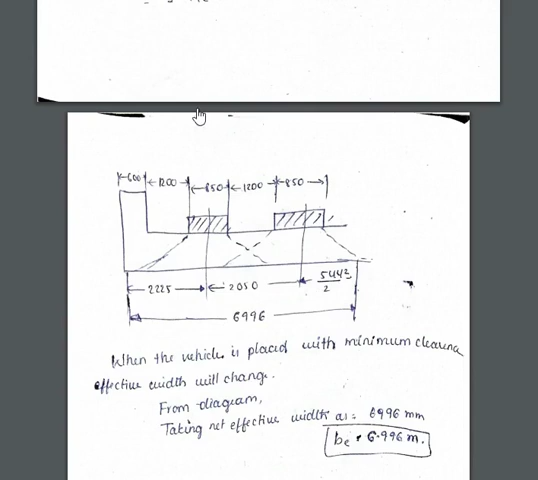 600 1200 850 1200 850
2225 2050 5442/2
6996
When the vehicle is placed with minimum clearance
effective width will change.
From diagram,
Taking net effective width as = 6996 mm
be = 6.996 m.